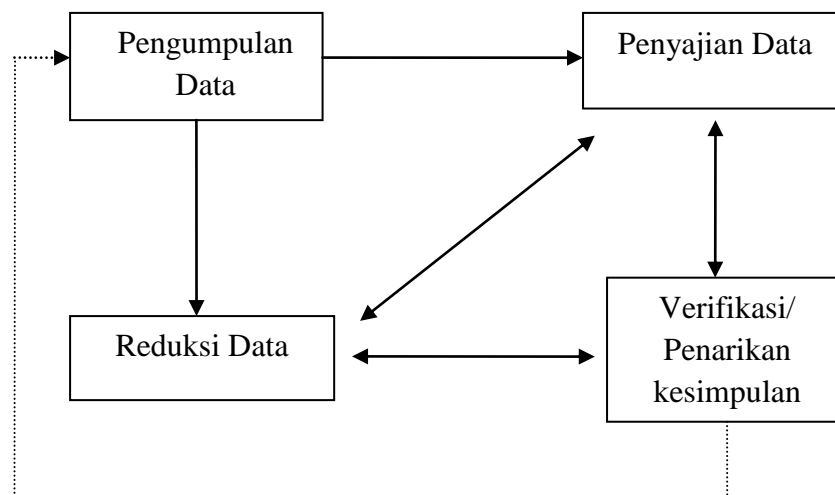 Pengumpulan
Data
Penyajian Data
Reduksi Data
Verifikasi/
Penarikan
kesimpulan